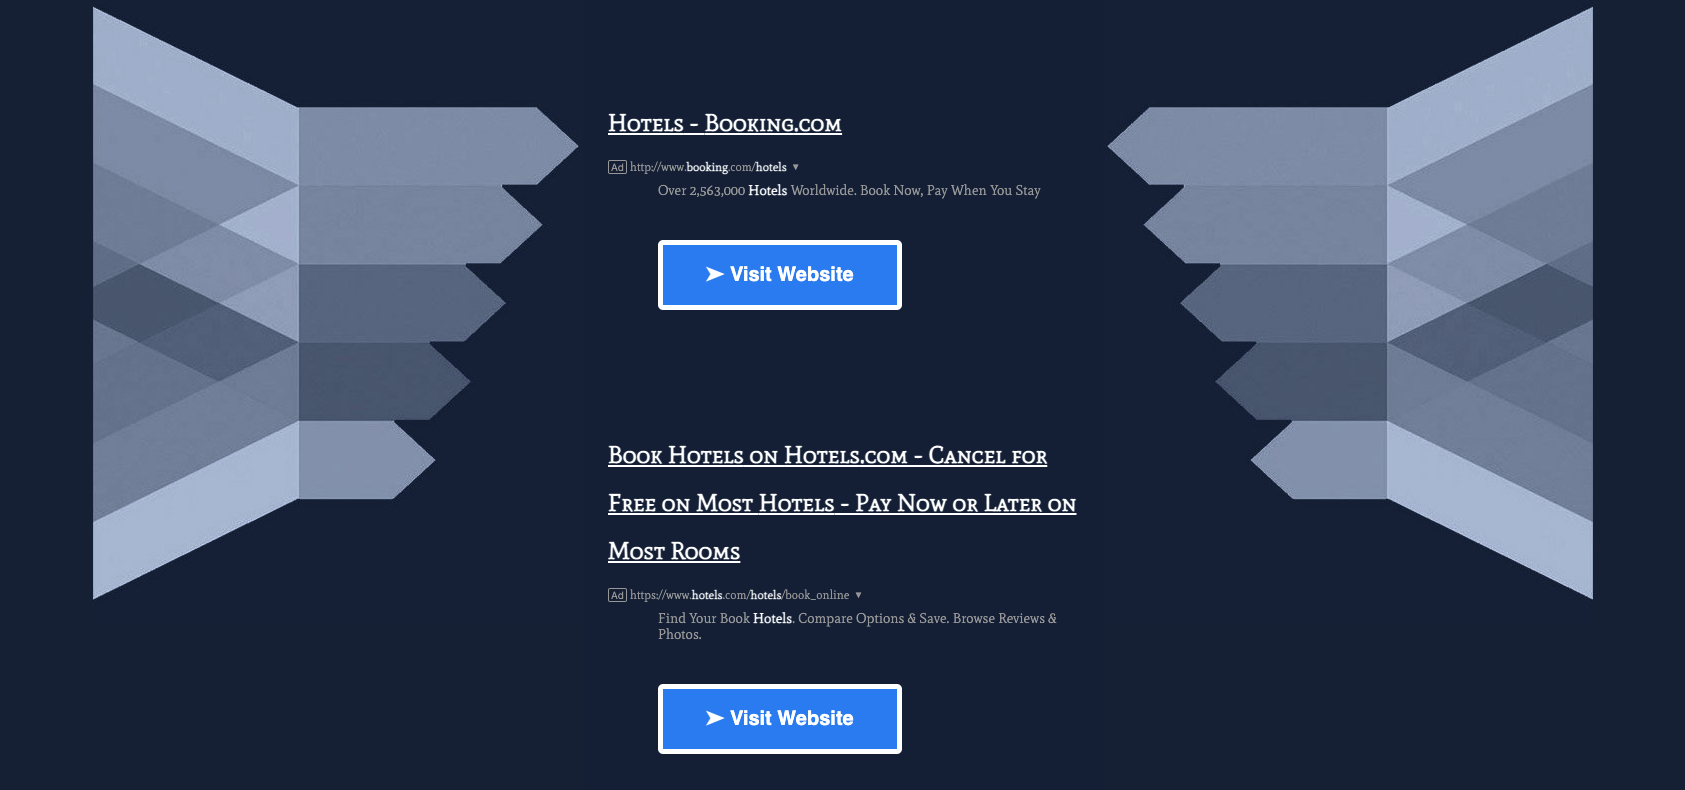 Hotels - Booking.com
Ad http://www.booking.com/hotels ▼
Over 2,563,000 Hotels Worldwide. Book Now, Pay When You Stay
➤ Visit Website
Book Hotels on Hotels.com - Cancel for
Free on Most Hotels - Pay Now or Later on
Most Rooms
Ad https://www.hotels.com/hotels/book_online ▼
Find Your Book Hotels. Compare Options & Save. Browse Reviews &
Photos.
➤ Visit Website